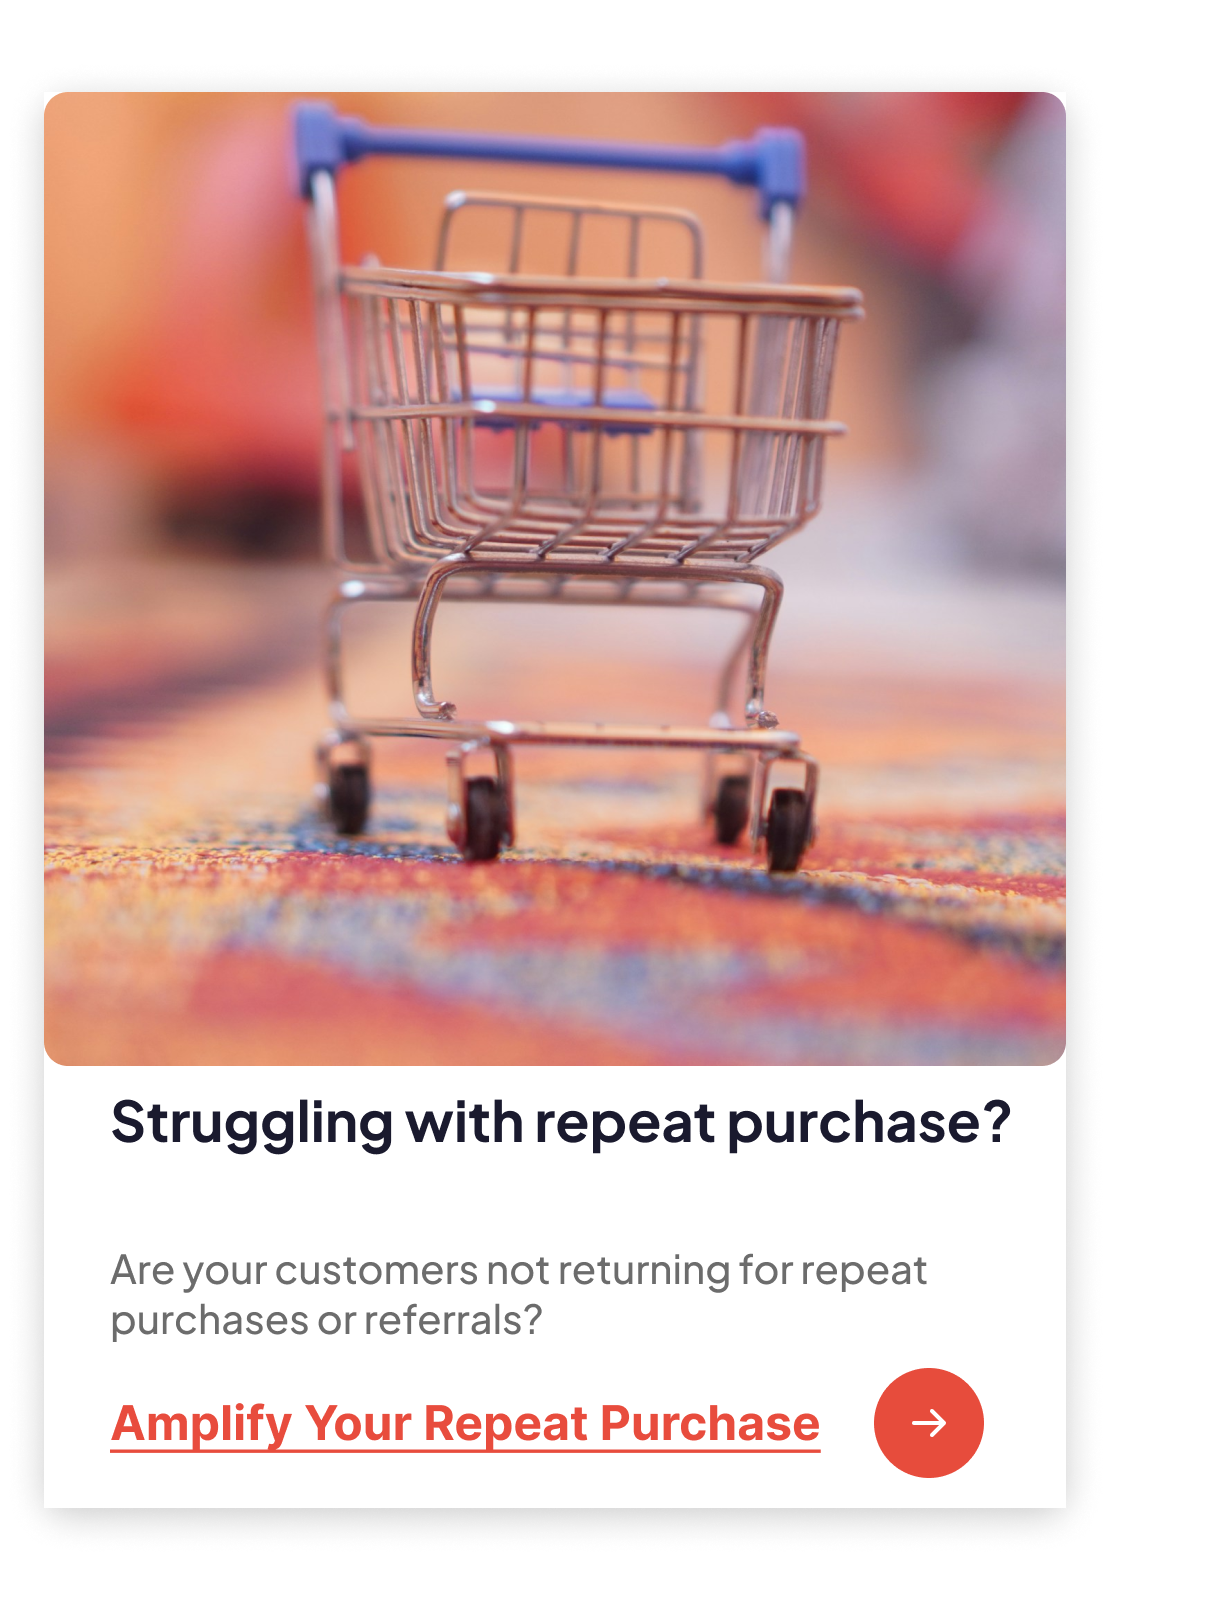 Struggling with repeat purchase?
Are your customers not returning for repeat
purchases or referrals?
Amplify Your Repeat Purchase